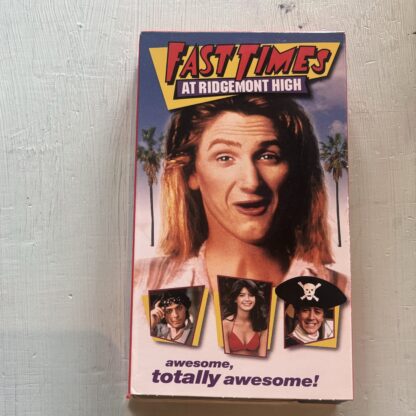 FAST TIMES
AT RIDGEMONT HIGH
awesome,
totally awesome!